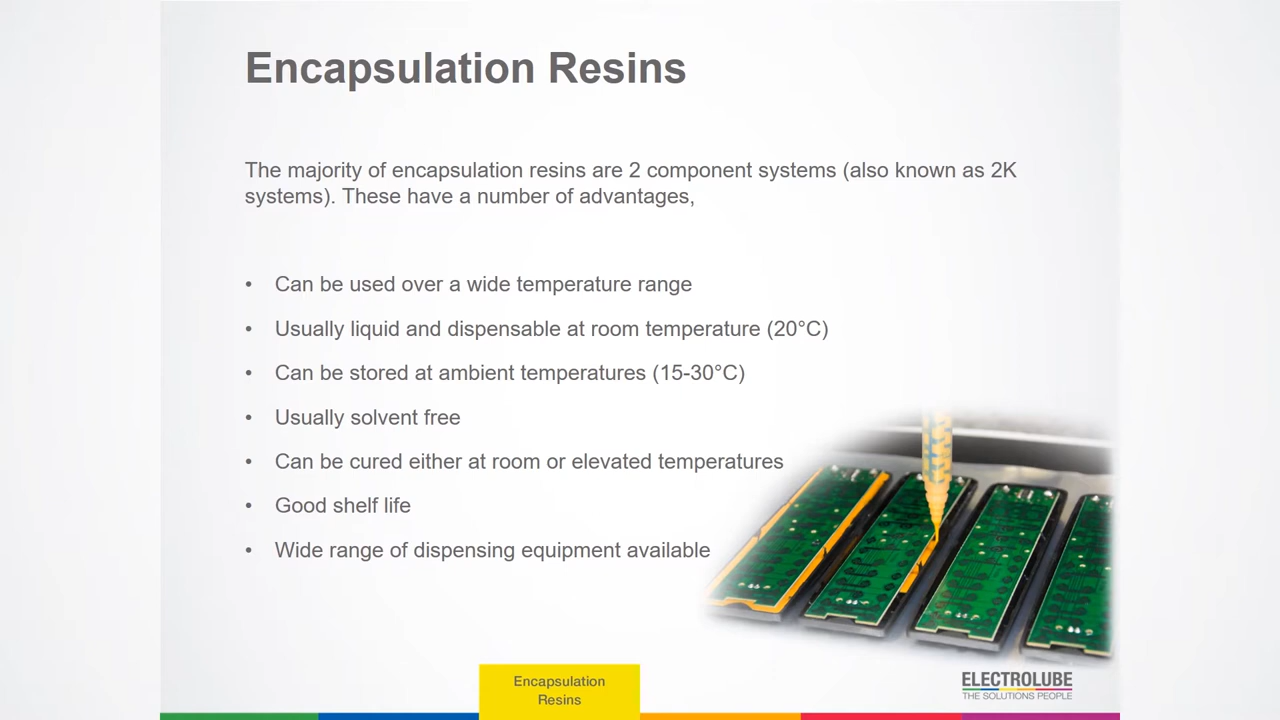 Encapsulation Resins
The majority of encapsulation resins are 2 component systems (also known as 2K
systems). These have a number of advantages,
• Can be used over a wide temperature range
• Usually liquid and dispensable at room temperature (20°C)
• Can be stored at ambient temperatures (15-30°C)
• Usually solvent free
• Can be cured either at room or elevated temperatures
• Good shelf life
• Wide range of dispensing equipment available
Encapsulation
Resins
ELECTROLUBE
THE SOLUTIONS PEOPLE